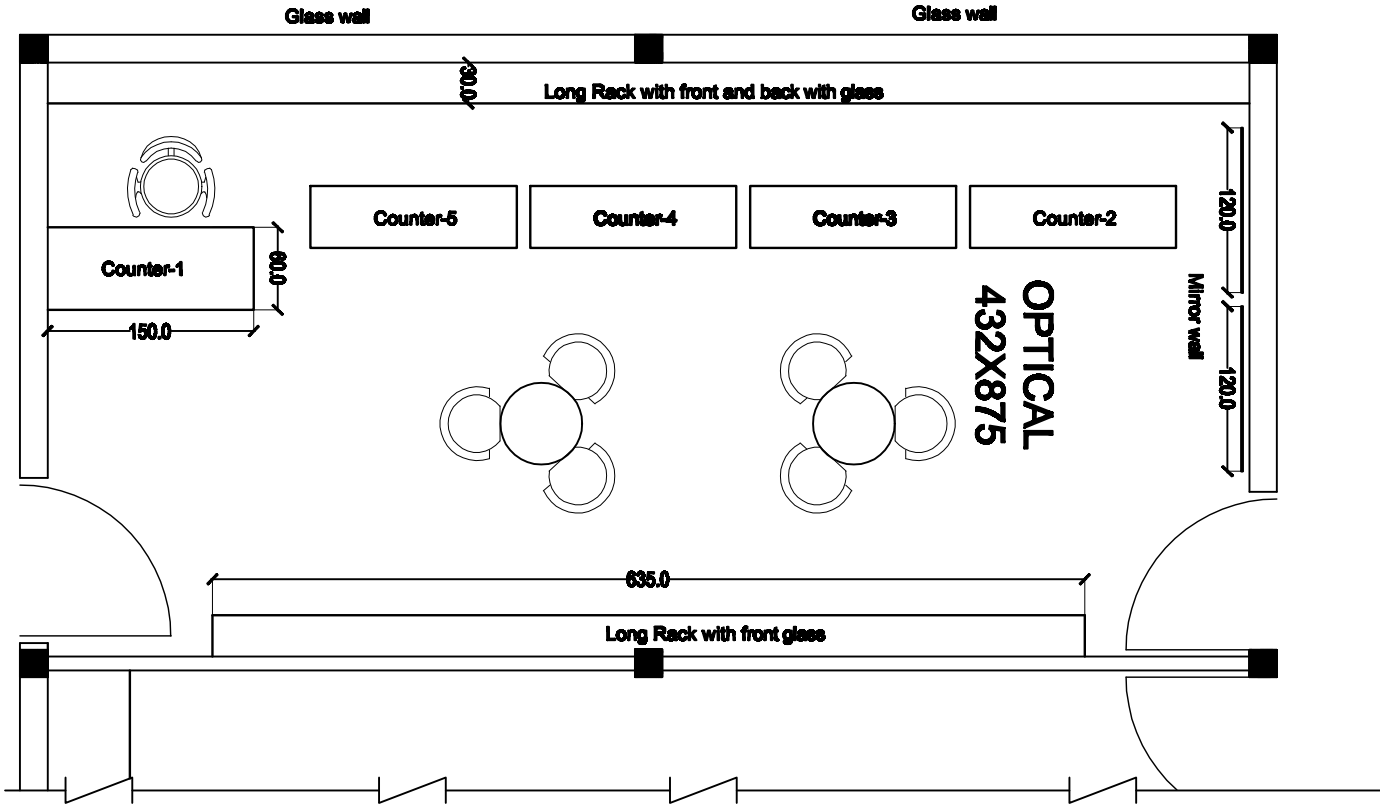 Glass wall
Glass wall
30.0
Long Rack with front and back with glass
Counter-5
Counter-4
Counter-3
Counter-2
120.0
Counter-1
60.0
150.0
OPTICAL
432X875
Mirror wall
120.0
635.0
Long Rack with front glass